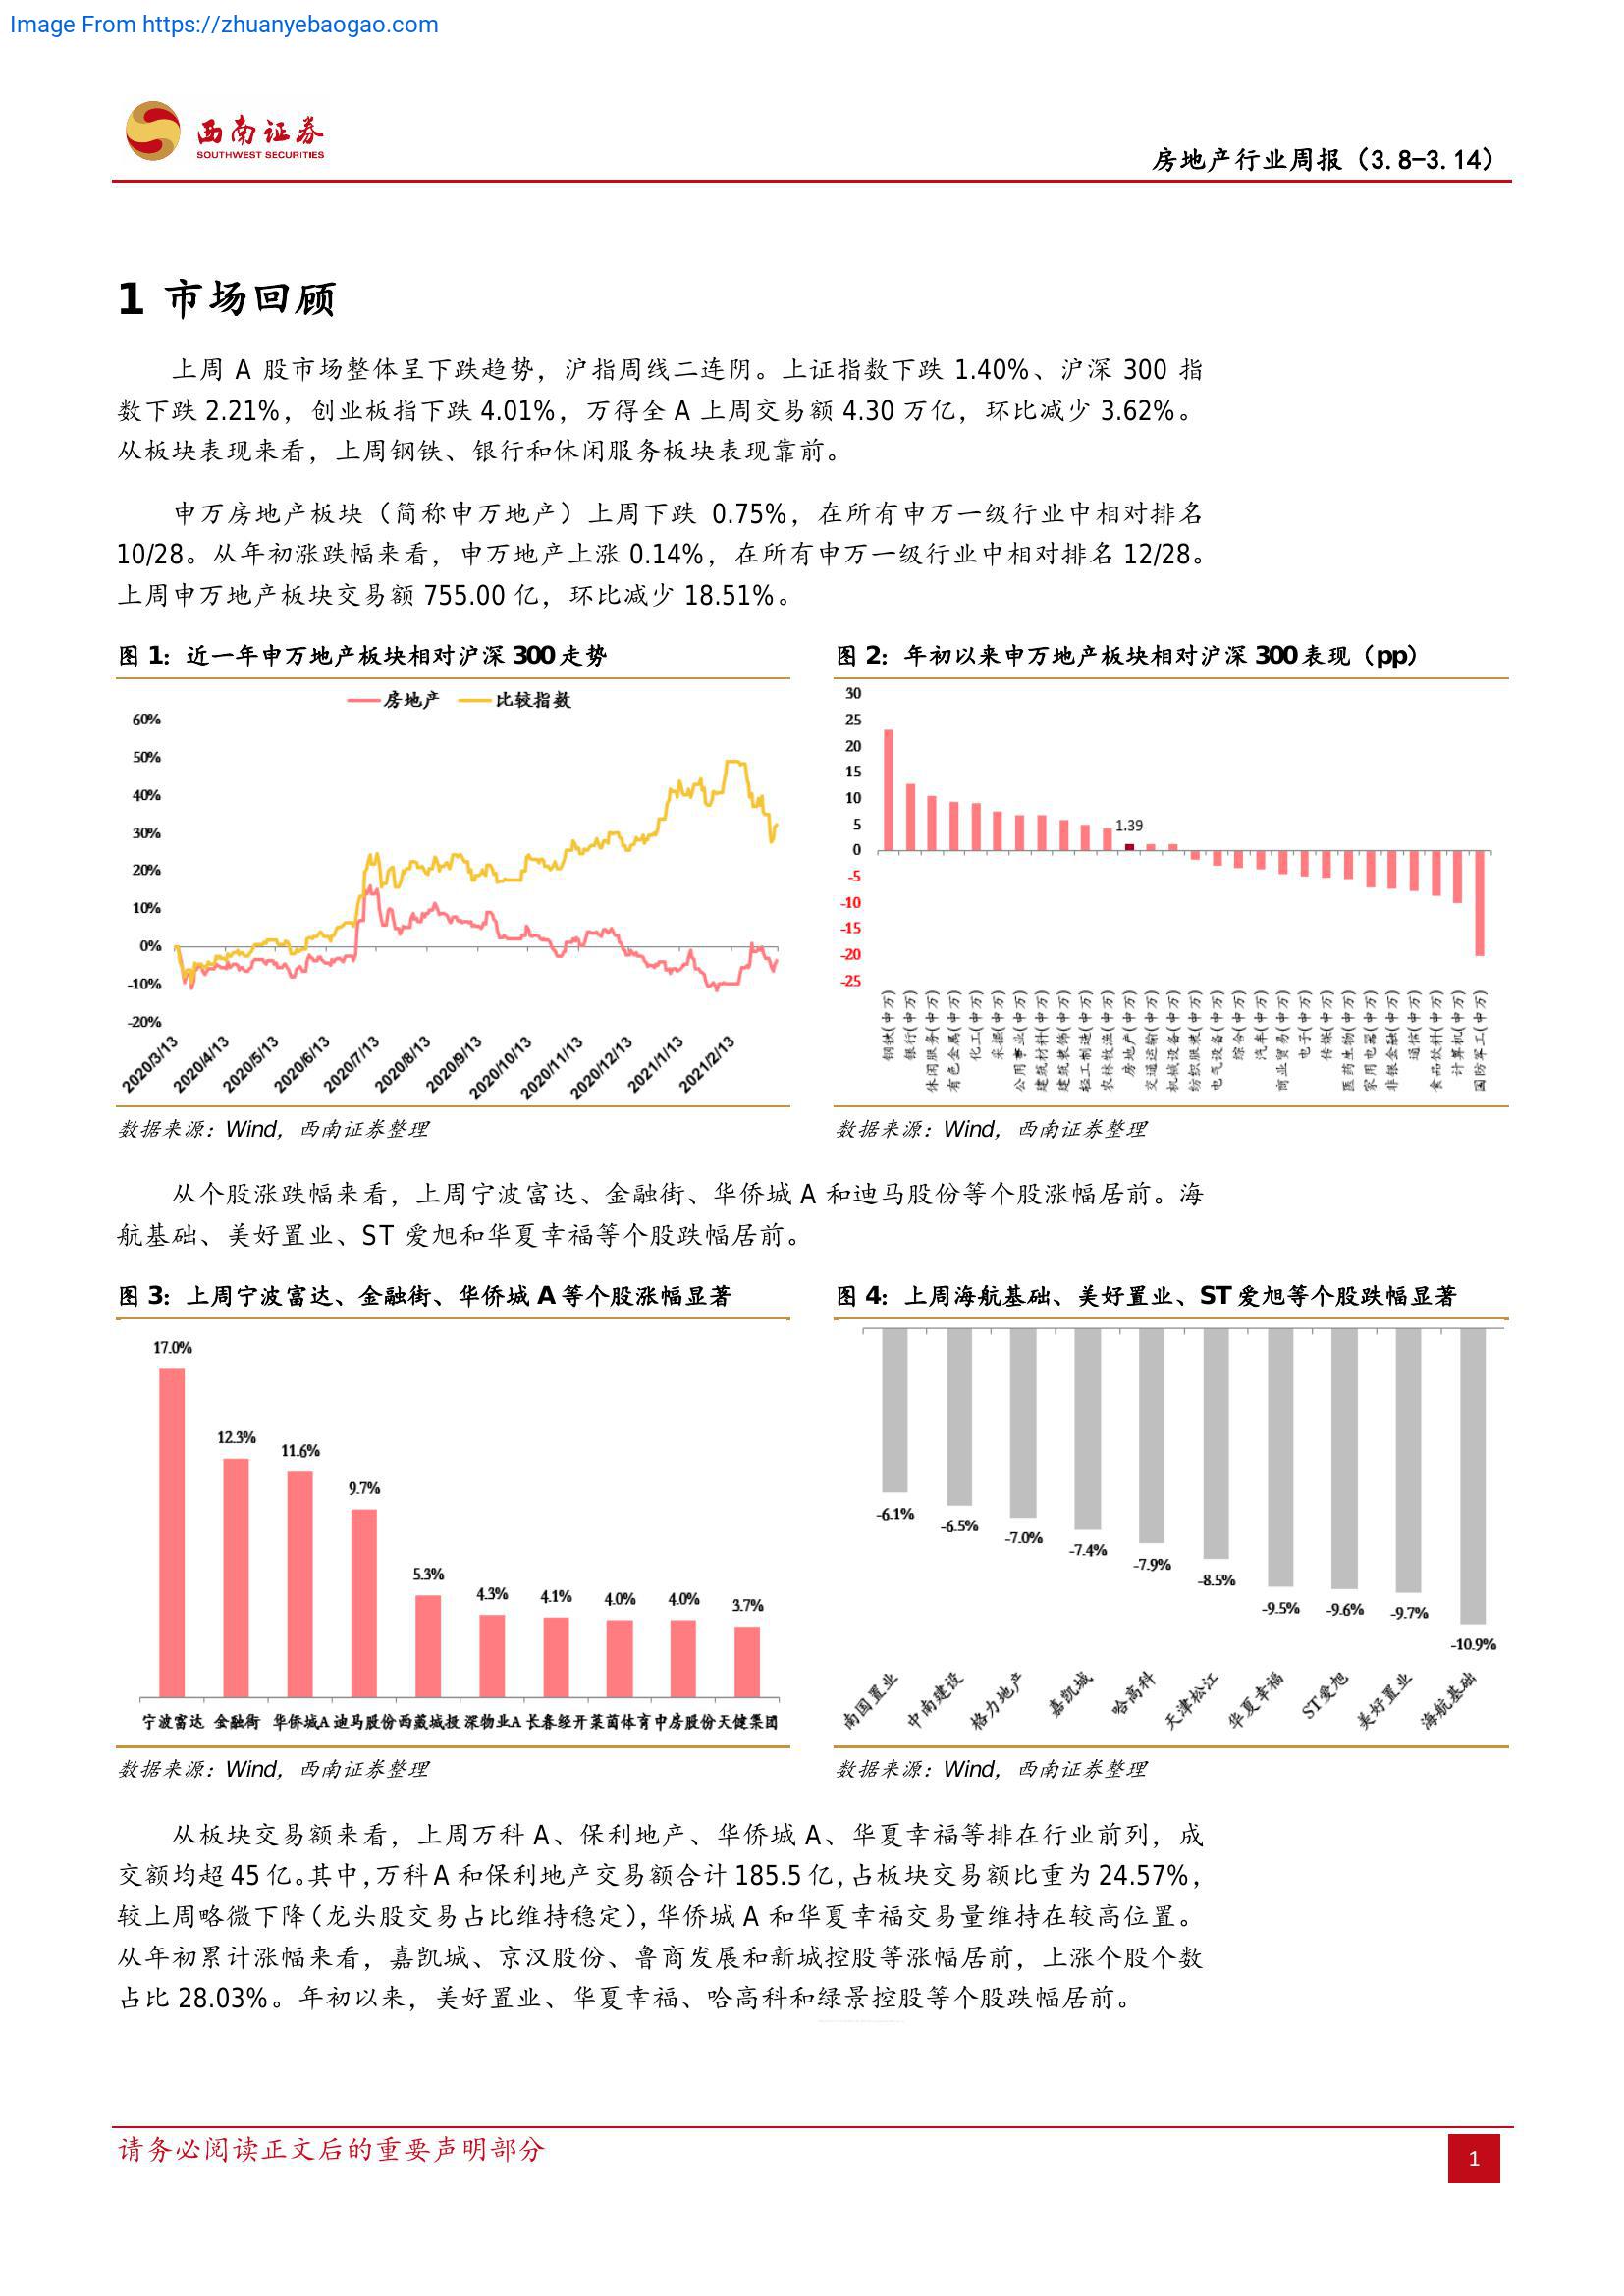 Image From https://zhuanyebaogao.com
西南证券
SOUTHWEST SECURITIES
房地产行业周报（3.8-3.14）
1 市场回顾
上周 A 股市场整体呈下跌趋势，沪指周线二连阴。上证指数下跌 1.40%、沪深 300 指
数下跌 2.21%，创业板指下跌 4.01%，万得全 A 上周交易额 4.30 万亿，环比减少 3.62%。
从板块表现来看，上周钢铁、银行和休闲服务板块表现靠前。
申万房地产板块（简称申万地产）上周下跌 0.75%，在所有申万一级行业中相对排名
10/28。从年初涨跌幅来看，申万地产上涨 0.14%，在所有申万一级行业中相对排名 12/28。
上周申万地产板块交易额 755.00 亿，环比减少 18.51%。
图 1：近一年申万地产板块相对沪深 300 走势
房地产 比较指数
60%
50%
40%
30%
20%
10%
0%
-10%
-20%
2020/3/13 2020/4/13 2020/5/13 2020/6/13 2020/7/13 2020/8/13 2020/9/13 2020/10/13 2020/11/13 2020/12/13 2021/1/13 2021/2/13
数据来源：Wind，西南证券整理
图 2：年初以来申万地产板块相对沪深 300 表现（pp）
30
25
20
15
10
5
0
-5
-10
-15
-20
-25
1.39
钢铁(申万)
银行(申万)
休闲服务(申万)
有色金属(申万)
化工(申万)
采掘(申万)
公用事业(申万)
建筑材料(申万)
建筑装饰(申万)
轻工制造(申万)
农林牧渔(申万)
房地产(申万)
交通运输(申万)
机械设备(申万)
纺织服装(申万)
电气设备(申万)
综合(申万)
汽车(申万)
商业贸易(申万)
电子(申万)
传媒(申万)
医药生物(申万)
家用电器(申万)
非银金融(申万)
通信(申万)
食品饮料(申万)
计算机(申万)
国防军工(申万)
数据来源：Wind，西南证券整理
从个股涨跌幅来看，上周宁波富达、金融街、华侨城 A 和迪马股份等个股涨幅居前。海
航基础、美好置业、ST 爱旭和华夏幸福等个股跌幅居前。
图 3：上周宁波富达、金融街、华侨城 A 等个股涨幅显著
17.0%
12.3%
11.6%
9.7%
5.3%
4.3%
4.1%
4.0%
4.0%
3.7%
宁波富达 金融街 华侨城A 迪马股份 西藏城投 深物业A 长春经开 莱茵体育 中房股份 天健集团
数据来源：Wind，西南证券整理
图 4：上周海航基础、美好置业、ST 爱旭等个股跌幅显著
-6.1%
-6.5%
-7.0%
-7.4%
-7.9%
-8.5%
-9.5%
-9.6%
-9.7%
-10.9%
南国置业 中南建设 格力地产 嘉凯城 哈高科 天津松江 华夏幸福 ST爱旭 美好置业 海航基础
数据来源：Wind，西南证券整理
从板块交易额来看，上周万科 A、保利地产、华侨城 A、华夏幸福等排在行业前列，成
交额均超 45 亿。其中，万科 A 和保利地产交易额合计 185.5 亿，占板块交易额比重为 24.57%，
较上周略微下降（龙头股交易占比维持稳定），华侨城 A 和华夏幸福交易量维持在较高位置。
从年初累计涨幅来看，嘉凯城、京汉股份、鲁商发展和新城控股等涨幅居前，上涨个股个数
占比 28.03%。年初以来，美好置业、华夏幸福、哈高科和绿景控股等个股跌幅居前。
请务必阅读正文后的重要声明部分
1